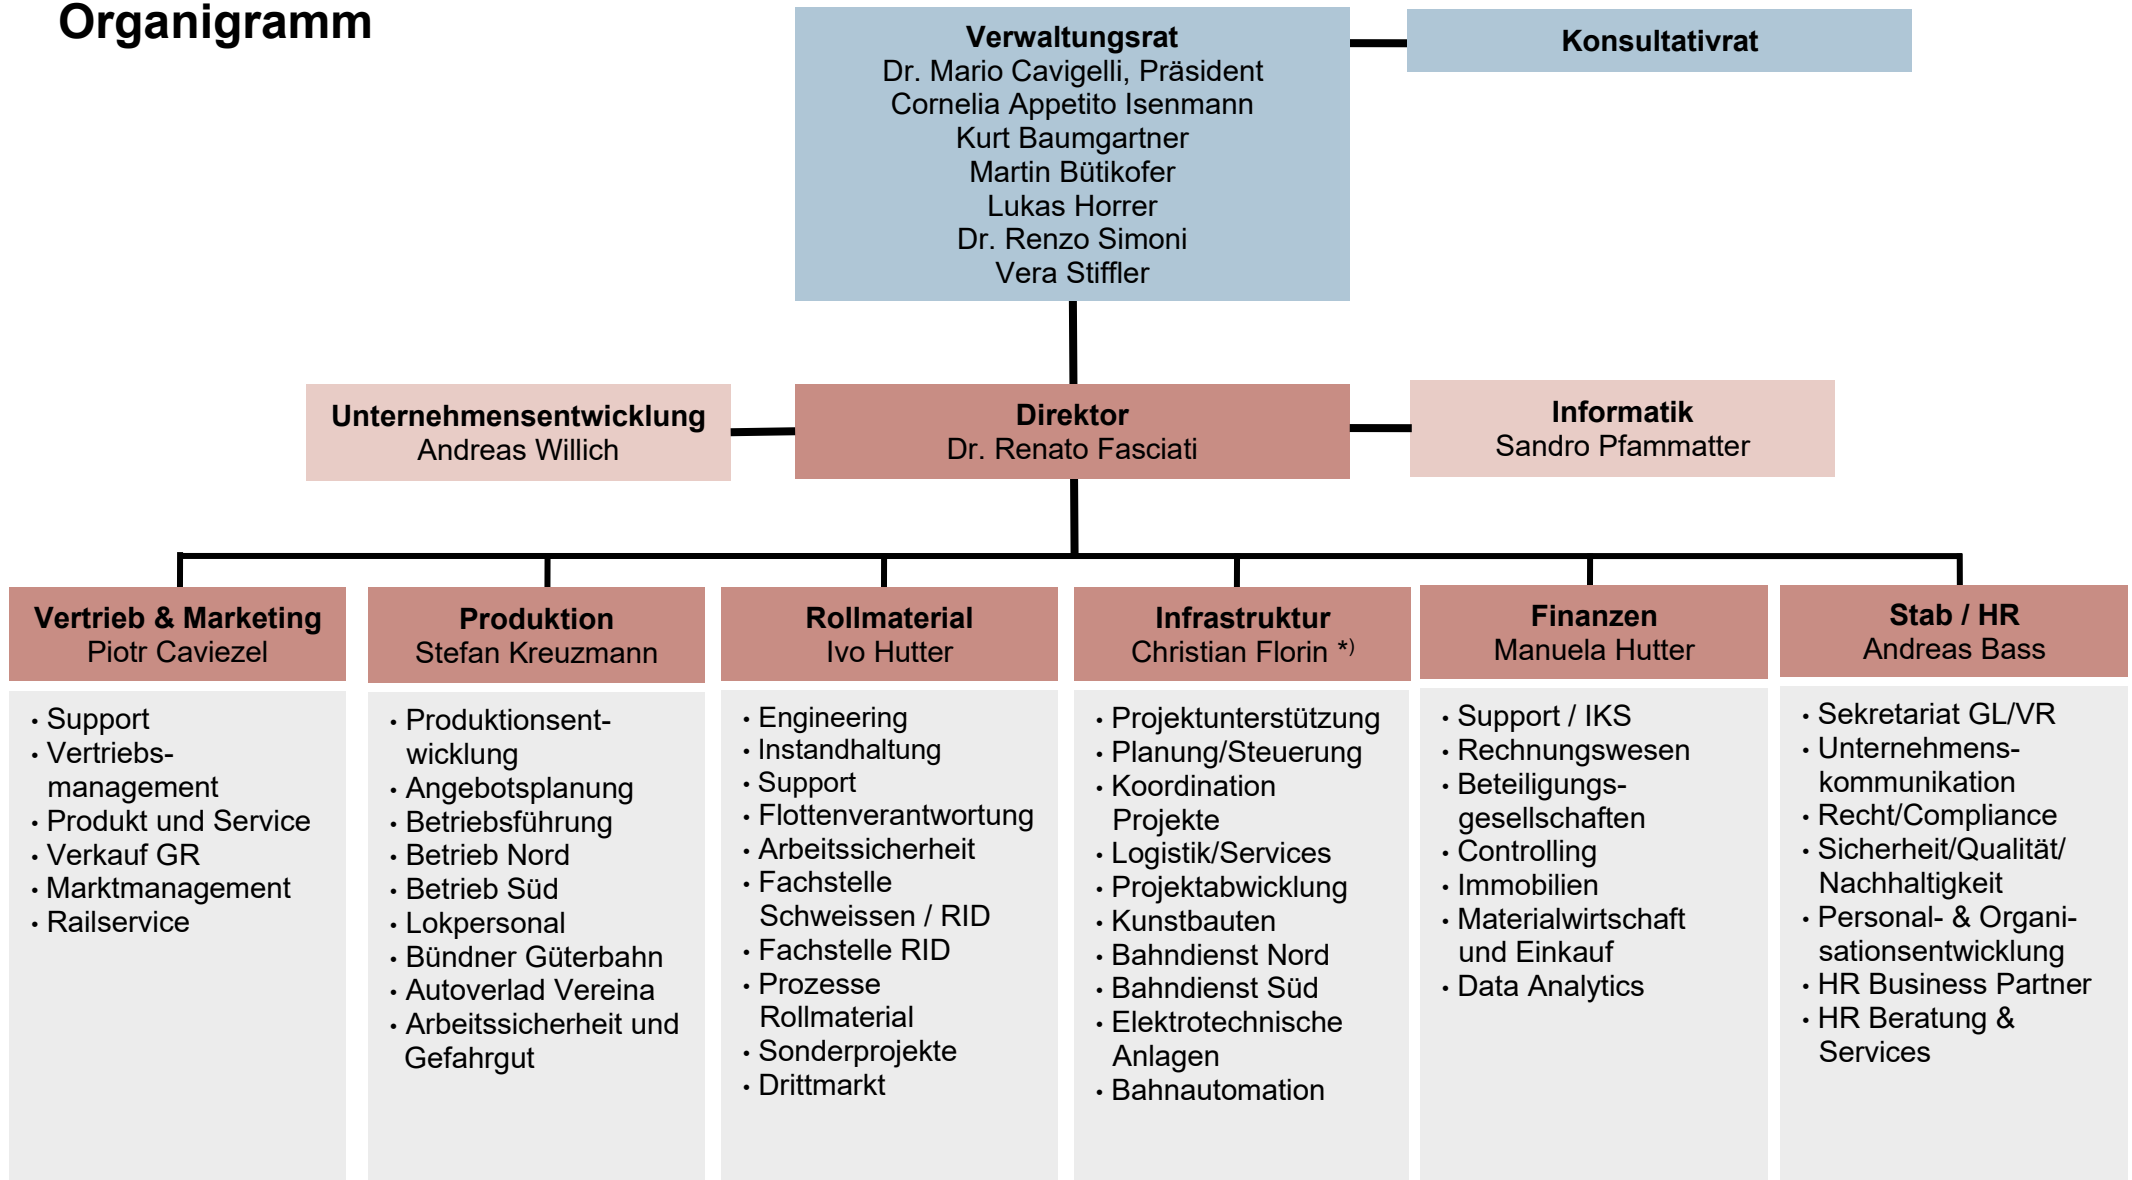 Organigramm
Verwaltungsrat
Dr. Mario Cavigelli, Präsident
Cornelia Appetito Isenmann
Kurt Baumgartner
Martin Bütikofer
Lukas Horrer
Dr. Renzo Simoni
Vera Stiffler
Konsultativrat
Unternehmensentwicklung
Andreas Willich
Direktor
Dr. Renato Fasciati
Informatik
Sandro Pfammatter
Vertrieb & Marketing
Piotr Caviezel
• Support
• Vertriebs-
management
• Produkt und Service
• Verkauf GR
• Marktmanagement
• Railservice
Produktion
Stefan Kreuzmann
• Produktionsent-
wicklung
• Angebotsplanung
• Betriebsführung
• Betrieb Nord
• Betrieb Süd
• Lokpersonal
• Bündner Güterbahn
• Autoverlad Vereina
• Arbeitssicherheit und
Gefahrgut
Rollmaterial
Ivo Hutter
• Engineering
• Instandhaltung
• Support
• Flottenverantwortung
• Arbeitssicherheit
• Fachstelle
Schweissen / RID
• Fachstelle RID
• Prozesse
Rollmaterial
• Sonderprojekte
• Drittmarkt
Infrastruktur
Christian Florin *)
• Projektunterstützung
• Planung/Steuerung
• Koordination
Projekte
• Logistik/Services
• Projektabwicklung
• Kunstbauten
• Bahndienst Nord
• Bahndienst Süd
• Elektrotechnische
Anlagen
• Bahnautomation
Finanzen
Manuela Hutter
• Support / IKS
• Rechnungswesen
• Beteiligungs-
gesellschaften
• Controlling
• Immobilien
• Materialwirtschaft
und Einkauf
• Data Analytics
Stab / HR
Andreas Bass
• Sekretariat GL/VR
• Unternehmens-
kommunikation
• Recht/Compliance
• Sicherheit/Qualität/
Nachhaltigkeit
• Personal- & Organi-
sationsentwicklung
• HR Business Partner
• HR Beratung &
Services